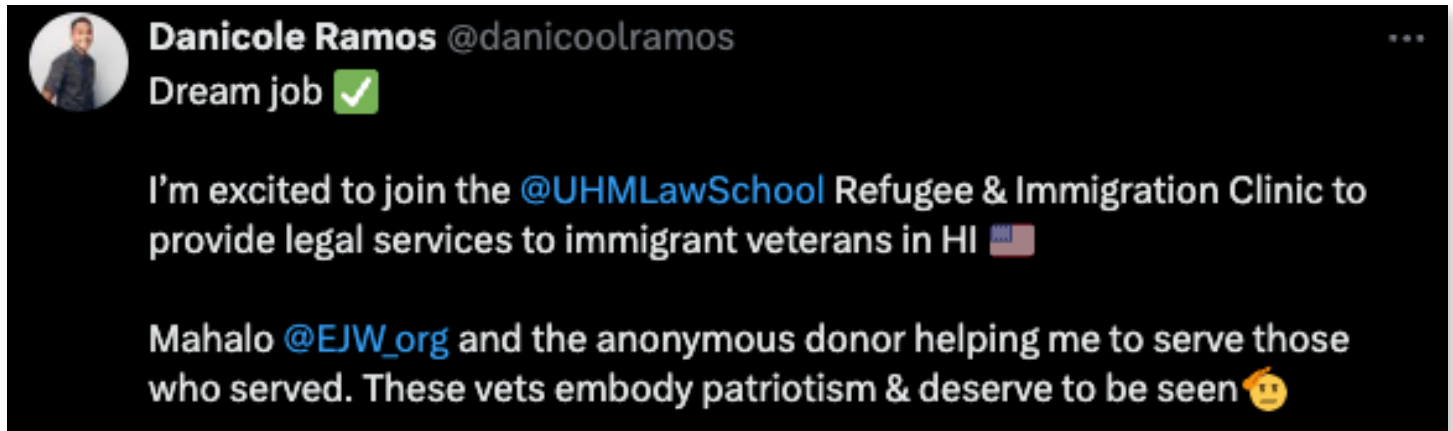 Danicole Ramos @danicoolramos
Dream job ✅
I’m excited to join the @UHMLawSchool Refugee & Immigration Clinic to
provide legal services to immigrant veterans in HI 🇺🇸
Mahalo @EJW_org and the anonymous donor helping me to serve those
who served. These vets embody patriotism & deserve to be seen🫡